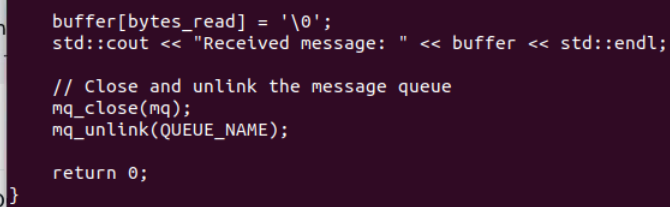 buffer[bytes_read] = '\0';
std::cout << "Received message: " << buffer << std::endl;
// Close and unlink the message queue
mq_close(mq);
mq_unlink(QUEUE_NAME);
return 0;
}